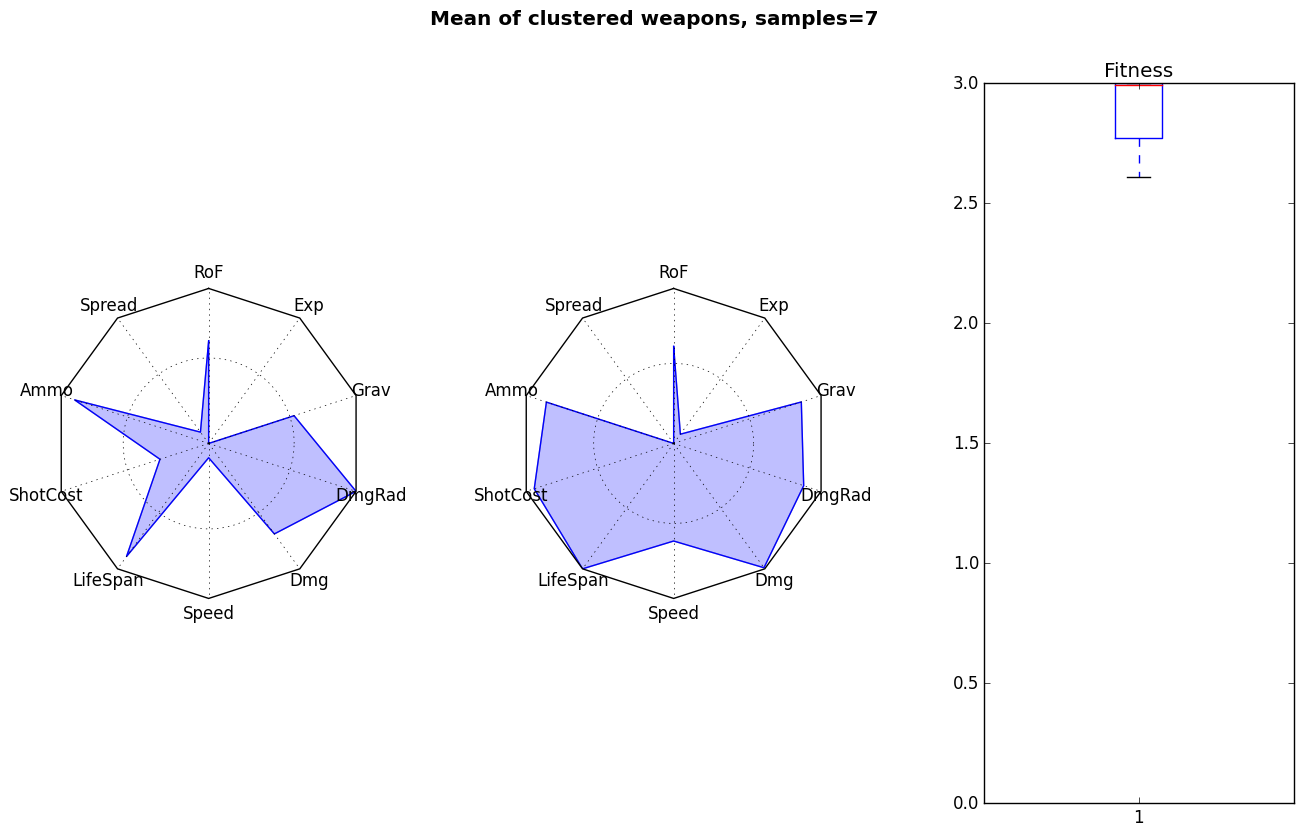 Mean of clustered weapons, samples=7
RoF
Exp
Spread
Grav
Ammo
DmgRad
ShotCost
Dmg
LifeSpan
Speed
RoF
Exp
Spread
Grav
Ammo
DmgRad
ShotCost
Dmg
LifeSpan
Speed
Fitness
3.0
2.5
2.0
1.5
1.0
0.5
0.0
1